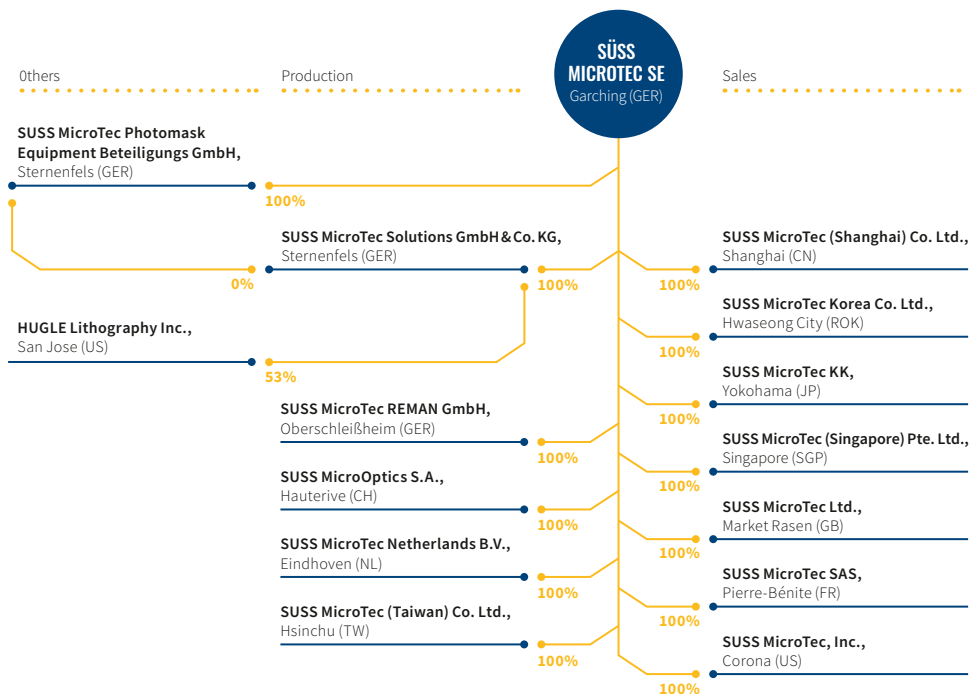 SÜSS
MICROTEC SE
Garching (GER)
Others
Production
Sales
SUSS MicroTec Photomask
Equipment Beteiligungs GmbH,
Sternenfels (GER)
100%
0%
HUGLE Lithography Inc.,
San Jose (US)
53%
SUSS MicroTec Solutions GmbH & Co. KG,
Sternenfels (GER)
100%
SUSS MicroTec REMAN GmbH,
Oberschleißheim (GER)
100%
SUSS MicroOptics S.A.,
Hauterive (CH)
100%
SUSS MicroTec Netherlands B.V.,
Eindhoven (NL)
100%
SUSS MicroTec (Taiwan) Co. Ltd.,
Hsinchu (TW)
100%
SUSS MicroTec (Shanghai) Co. Ltd.,
Shanghai (CN)
100%
SUSS MicroTec Korea Co. Ltd.,
Hwaseong City (ROK)
100%
SUSS MicroTec KK,
Yokohama (JP)
100%
SUSS MicroTec (Singapore) Pte. Ltd.,
Singapore (SGP)
100%
SUSS MicroTec Ltd.,
Market Rasen (GB)
100%
SUSS MicroTec SAS,
Pierre-Bénite (FR)
100%
SUSS MicroTec, Inc.,
Corona (US)
100%